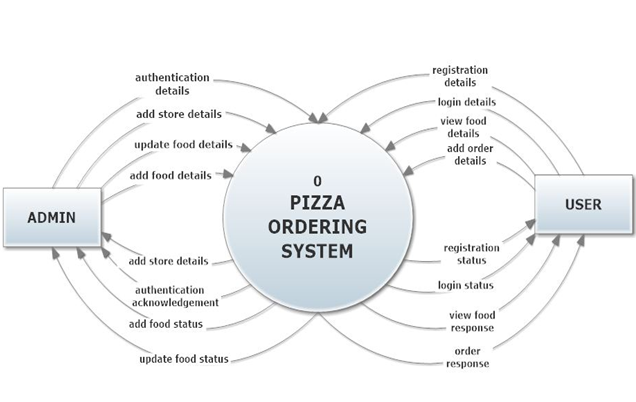 authentication
details
add store details
update food details
add food details
registration
details
login details
view food
details
add order
details
0
PIZZA
ORDERING
SYSTEM
ADMIN
USER
add store details
authentication
acknowledgement
add food status
update food status
registration
status
login status
view food
response
order
response